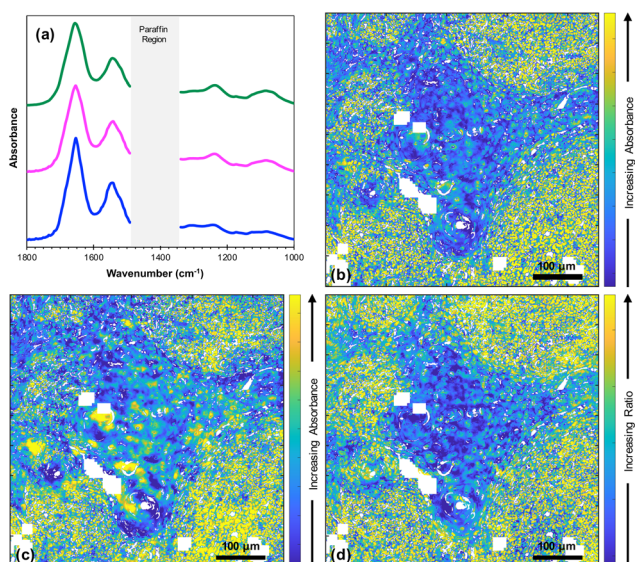 (a)
Paraffin
Region
Absorbance
1800
1600
1400
1200
1000
Wavenumber (cm⁻¹)
(b)
100 µm
Increasing Absorbance
(c)
100 µm
Increasing Absorbance
(d)
100 µm
Increasing Ratio